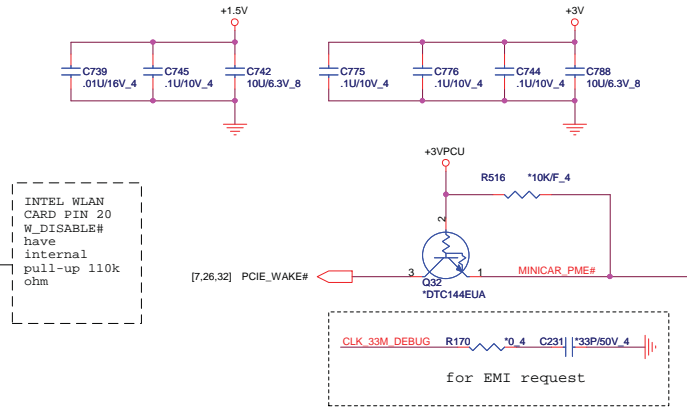 +1.5V
+3V
C739
.01U/16V_4
C745
.1U/10V_4
C742
10U/6.3V_8
C775
.1U/10V_4
C776
.1U/10V_4
C744
.1U/10V_4
C788
10U/6.3V_8
+3VPCU
R516
*10K/F_4
INTEL WLAN
CARD PIN 20
W_DISABLE#
have
internal
pull-up 110k
ohm
2
[7,26,32] PCIE_WAKE#
3
1
MINICAR_PME#
Q32
*DTC144EUA
CLK_33M_DEBUG
R170
*0_4
C231
*33P/50V_4
for EMI request